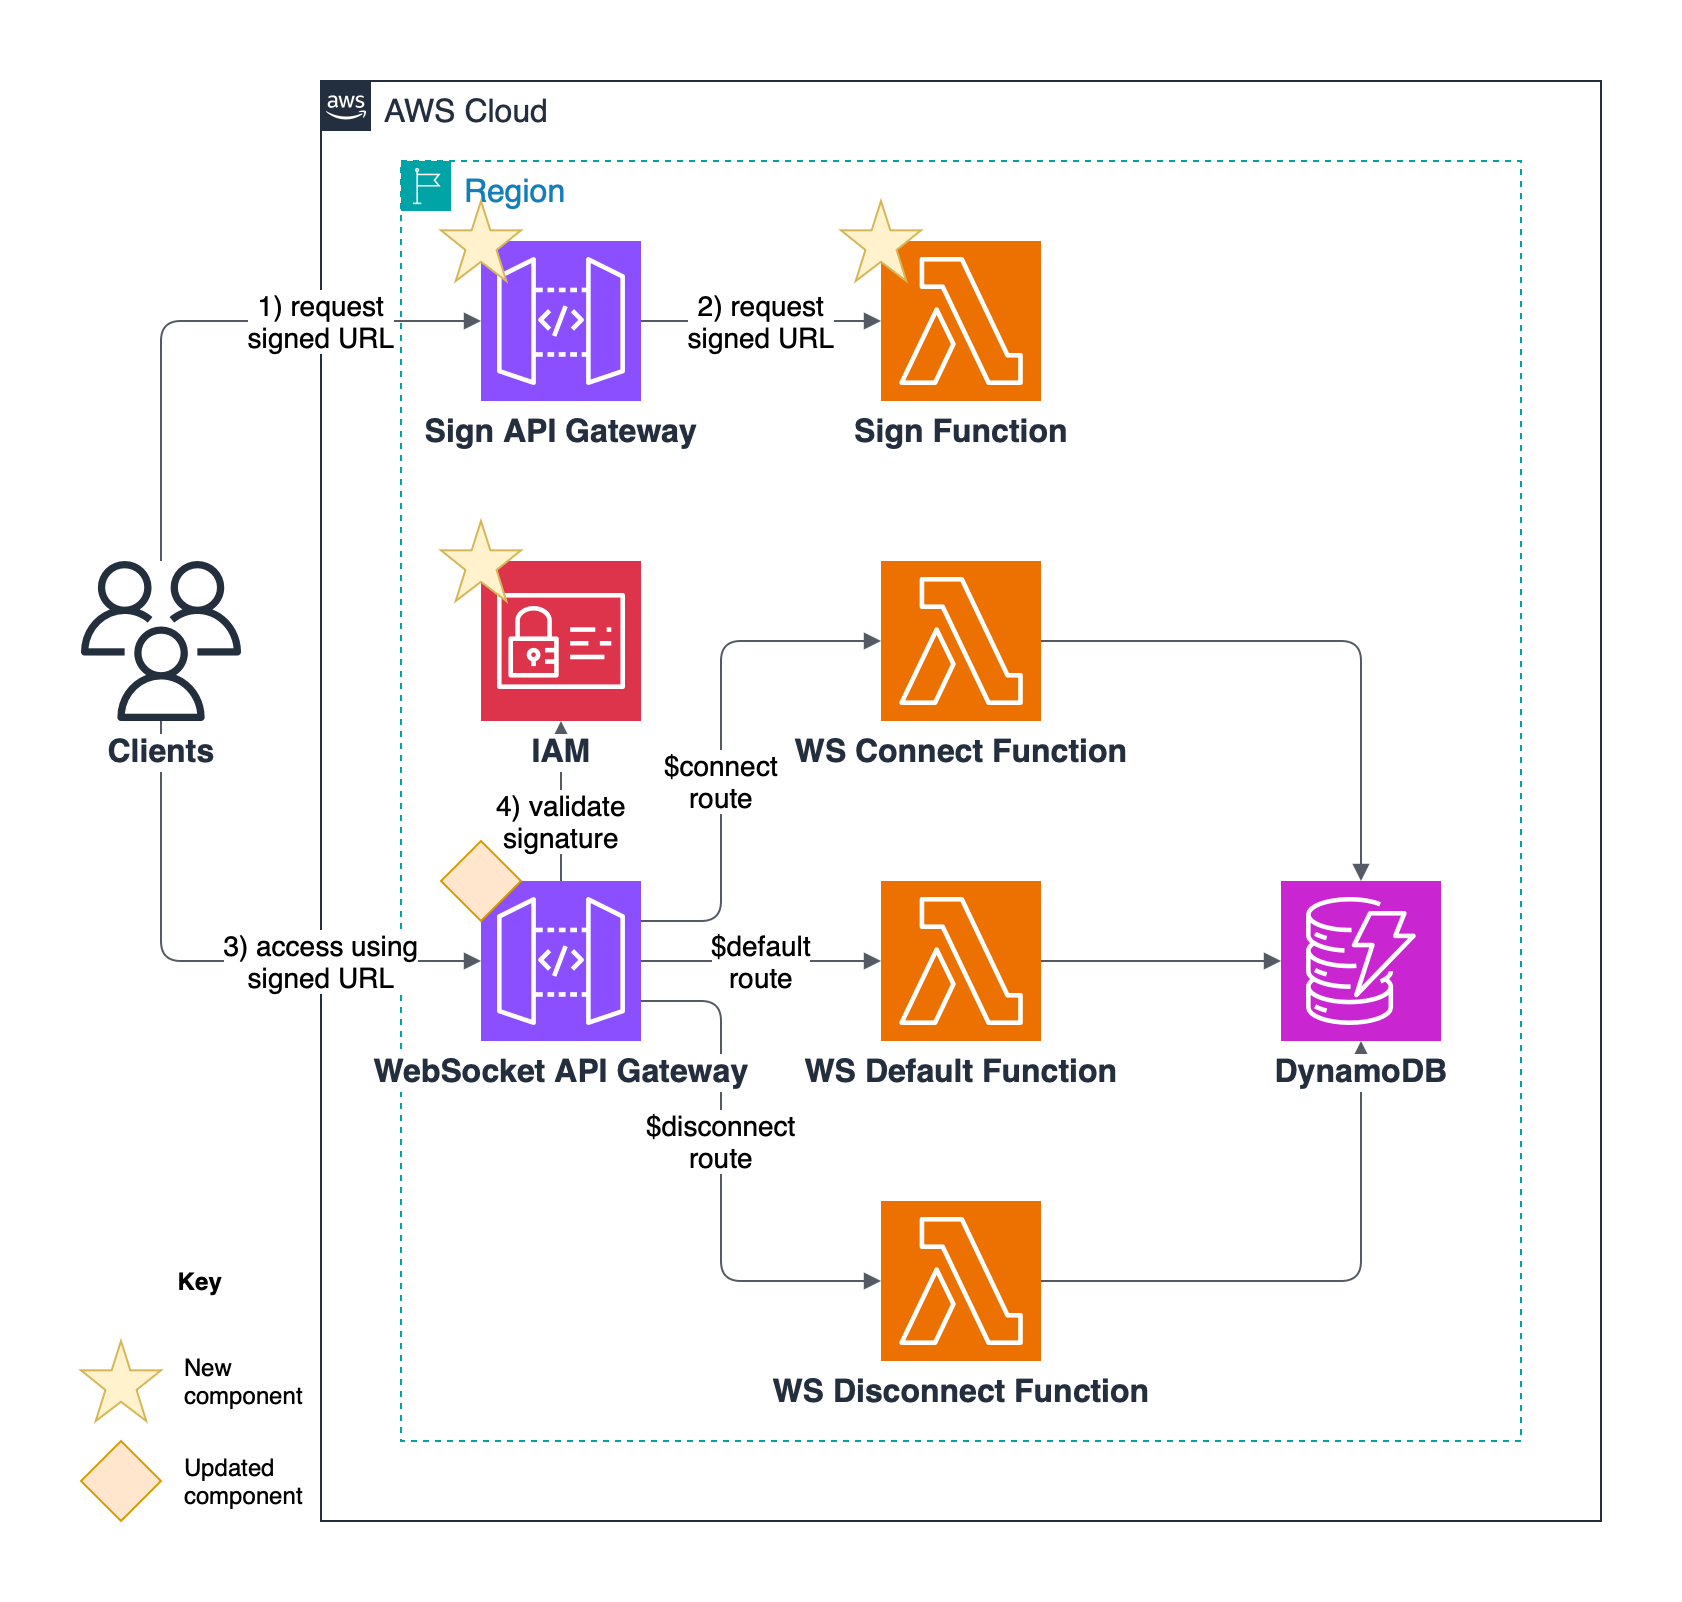 aws
AWS Cloud
Region
1) request
signed URL
2) request
signed URL
Sign API Gateway
Sign Function
Clients
IAM
WS Connect Function
$connect
route
4) validate
signature
3) access using
signed URL
$default
route
WebSocket API Gateway
WS Default Function
DynamoDB
$disconnect
route
WS Disconnect Function
Key
New
component
Updated
component